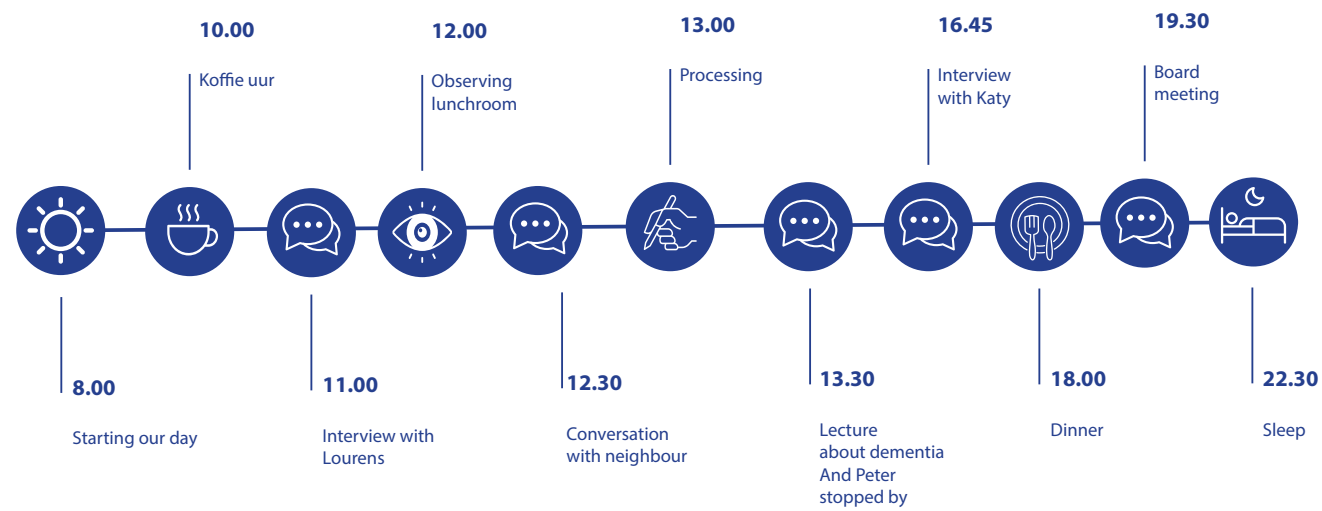 10.00
Koffie uur
12.00
Observing
lunchroom
13.00
Processing
16.45
Interview
with Katy
19.30
Board
meeting
8.00
Starting our day
11.00
Interview with
Lourens
12.30
Conversation
with neighbour
13.30
Lecture
about dementia
And Peter
stopped by
18.00
Dinner
22.30
Sleep